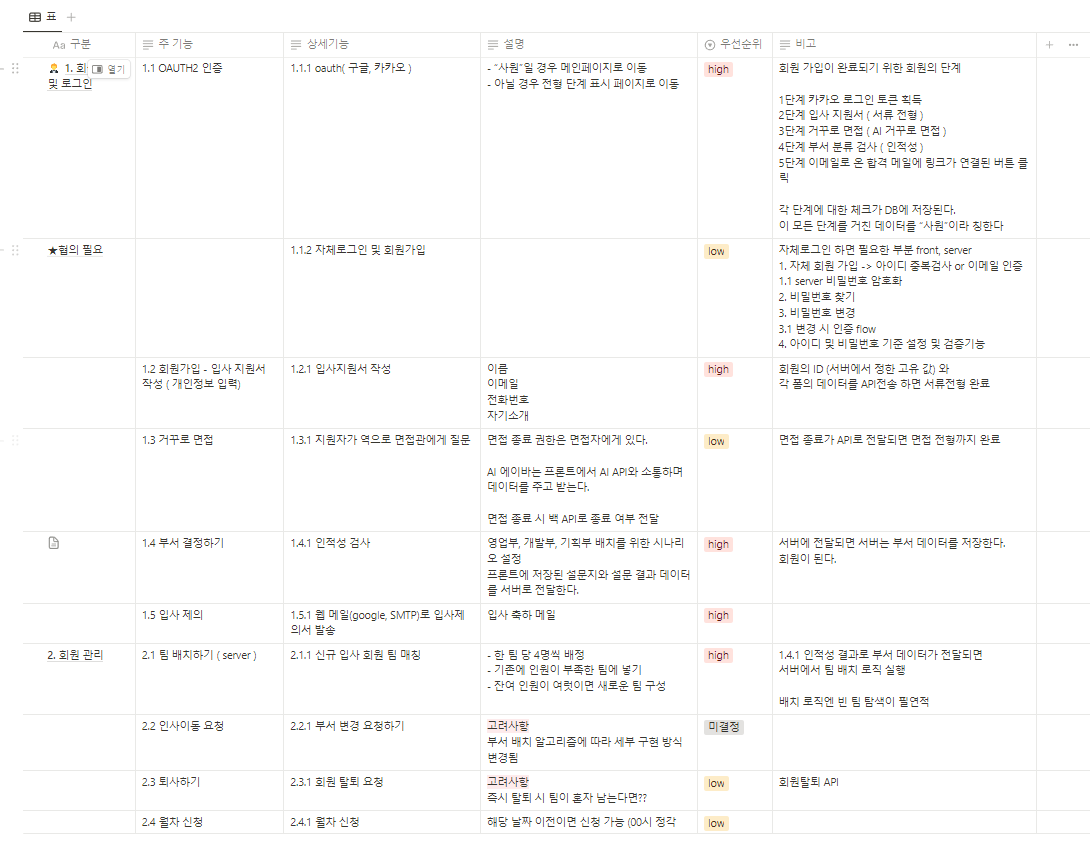 표
Aa 구분
주 기능
상세기능
설명
우선순위
비고
1. 회
열기
및 로그인
1.1 OAUTH2 인증
1.1.1 oauth( 구글, 카카오 )
- “사원”일 경우 메인페이지로 이동
- 아닐 경우 전형 단계 표시 페이지로 이동
high
회원 가입이 완료되기 위한 회원의 단계
1단계 카카오 로그인 토큰 획득
2단계 입사 지원서 ( 서류 전형 )
3단계 거꾸로 면접 ( AI 거꾸로 면접 )
4단계 부서 분류 검사 ( 인적성 )
5단계 이메일로 온 합격 메일에 링크가 연결된 버튼 클
릭
각 단계에 대한 체크가 DB에 저장된다.
이 모든 단계를 거친 데이터를 “사원”이라 칭한다
★협의 필요
1.1.2 자체로그인 및 회원가입
low
자체로그인 하면 필요한 부분 front, server
1. 자체 회원 가입 -> 아이디 중복검사 or 이메일 인증
1.1 server 비밀번호 암호화
2. 비밀번호 찾기
3. 비밀번호 변경
3.1 변경 시 인증 flow
4. 아이디 및 비밀번호 기준 설정 및 검증기능
1.2 회원가입 - 입사 지원서
작성 ( 개인정보 입력)
1.2.1 입사지원서 작성
이름
이메일
전화번호
자기소개
high
회원의 ID (서버에서 정한 고유 값) 와
각 폼의 데이터를 API전송 하면 서류전형 완료
1.3 거꾸로 면접
1.3.1 지원자가 역으로 면접관에게 질문
면접 종료 권한은 면접자에게 있다.
AI 에이바는 프론트에서 AI API와 소통하며
데이터를 주고 받는다.
면접 종료 시 백 API로 종료 여부 전달
low
면접 종료가 API로 전달되면 면접 전형까지 완료
1.4 부서 결정하기
1.4.1 인적성 검사
영업부, 개발부, 기획부 배치를 위한 시나리
오 설정
프론트에 저장된 설문지와 설문 결과 데이터
를 서버로 전달한다.
high
서버에 전달되면 서버는 부서 데이터를 저장한다.
회원이 된다.
1.5 입사 제의
1.5.1 웹 메일(google, SMTP)로 입사제
의서 발송
입사 축하 메일
high
2. 회원 관리
2.1 팀 배치하기 ( server )
2.1.1 신규 입사 회원 팀 매칭
- 한 팀 당 4명씩 배정
- 기존에 인원이 부족한 팀에 넣기
- 잔여 인원이 여럿이면 새로운 팀 구성
high
1.4.1 인적성 결과로 부서 데이터가 전달되면
서버에서 팀 배치 로직 실행
배치 로직엔 빈 팀 탐색이 필연적
2.2 인사이동 요청
2.2.1 부서 변경 요청하기
고려사항
부서 배치 알고리즘에 따라 세부 구현 방식
변경됨
미결정
2.3 퇴사하기
2.3.1 회원 탈퇴 요청
고려사항
즉시 탈퇴 시 팀이 혼자 남는다면??
low
회원탈퇴 API
2.4 월차 신청
2.4.1 월차 신청
해당 날짜 이전이면 신청 가능 (00시 정각
low